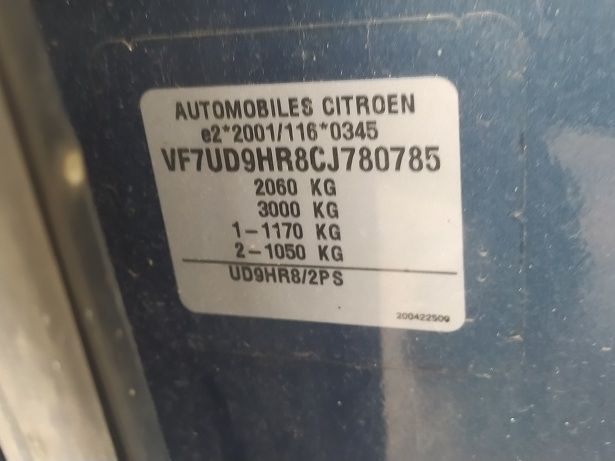 AUTOMOBILES CITROEN
e2*2001/116*0345
VF7UD9HR8CJ780785
2060 KG
3000 KG
1-1170 KG
2-1050 KG
UD9HR8/2PS
200422509